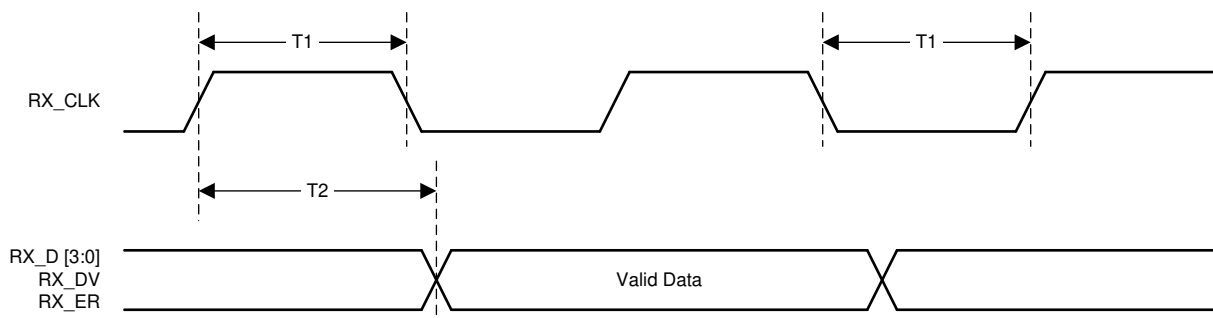 T1
T1
RX_CLK
T2
RX_D [3:0]
RX_DV
RX_ER
Valid Data